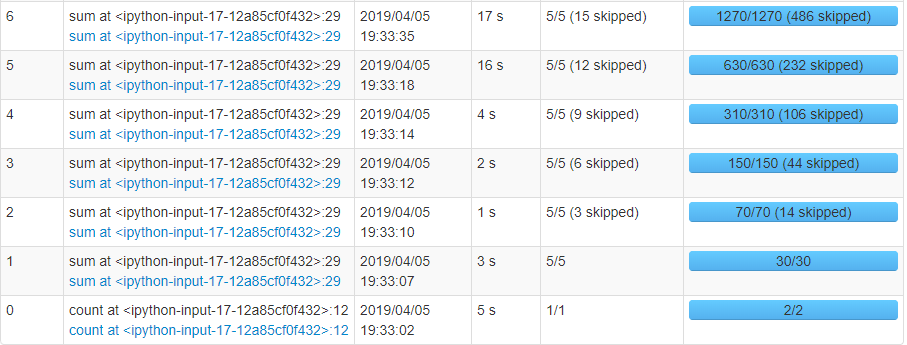 6 sum at <ipython-input-17-12a85cf0f432>:29 2019/04/05 17 s 5/5 (15 skipped) 1270/1270 (486 skipped)
sum at <ipython-input-17-12a85cf0f432>:29 19:33:35
5 sum at <ipython-input-17-12a85cf0f432>:29 2019/04/05 16 s 5/5 (12 skipped) 630/630 (232 skipped)
sum at <ipython-input-17-12a85cf0f432>:29 19:33:18
4 sum at <ipython-input-17-12a85cf0f432>:29 2019/04/05 4 s 5/5 (9 skipped) 310/310 (106 skipped)
sum at <ipython-input-17-12a85cf0f432>:29 19:33:14
3 sum at <ipython-input-17-12a85cf0f432>:29 2019/04/05 2 s 5/5 (6 skipped) 150/150 (44 skipped)
sum at <ipython-input-17-12a85cf0f432>:29 19:33:12
2 sum at <ipython-input-17-12a85cf0f432>:29 2019/04/05 1 s 5/5 (3 skipped) 70/70 (14 skipped)
sum at <ipython-input-17-12a85cf0f432>:29 19:33:10
1 sum at <ipython-input-17-12a85cf0f432>:29 2019/04/05 3 s 5/5 30/30
sum at <ipython-input-17-12a85cf0f432>:29 19:33:07
0 count at <ipython-input-17-12a85cf0f432>:12 2019/04/05 5 s 1/1 2/2
count at <ipython-input-17-12a85cf0f432>:12 19:33:02